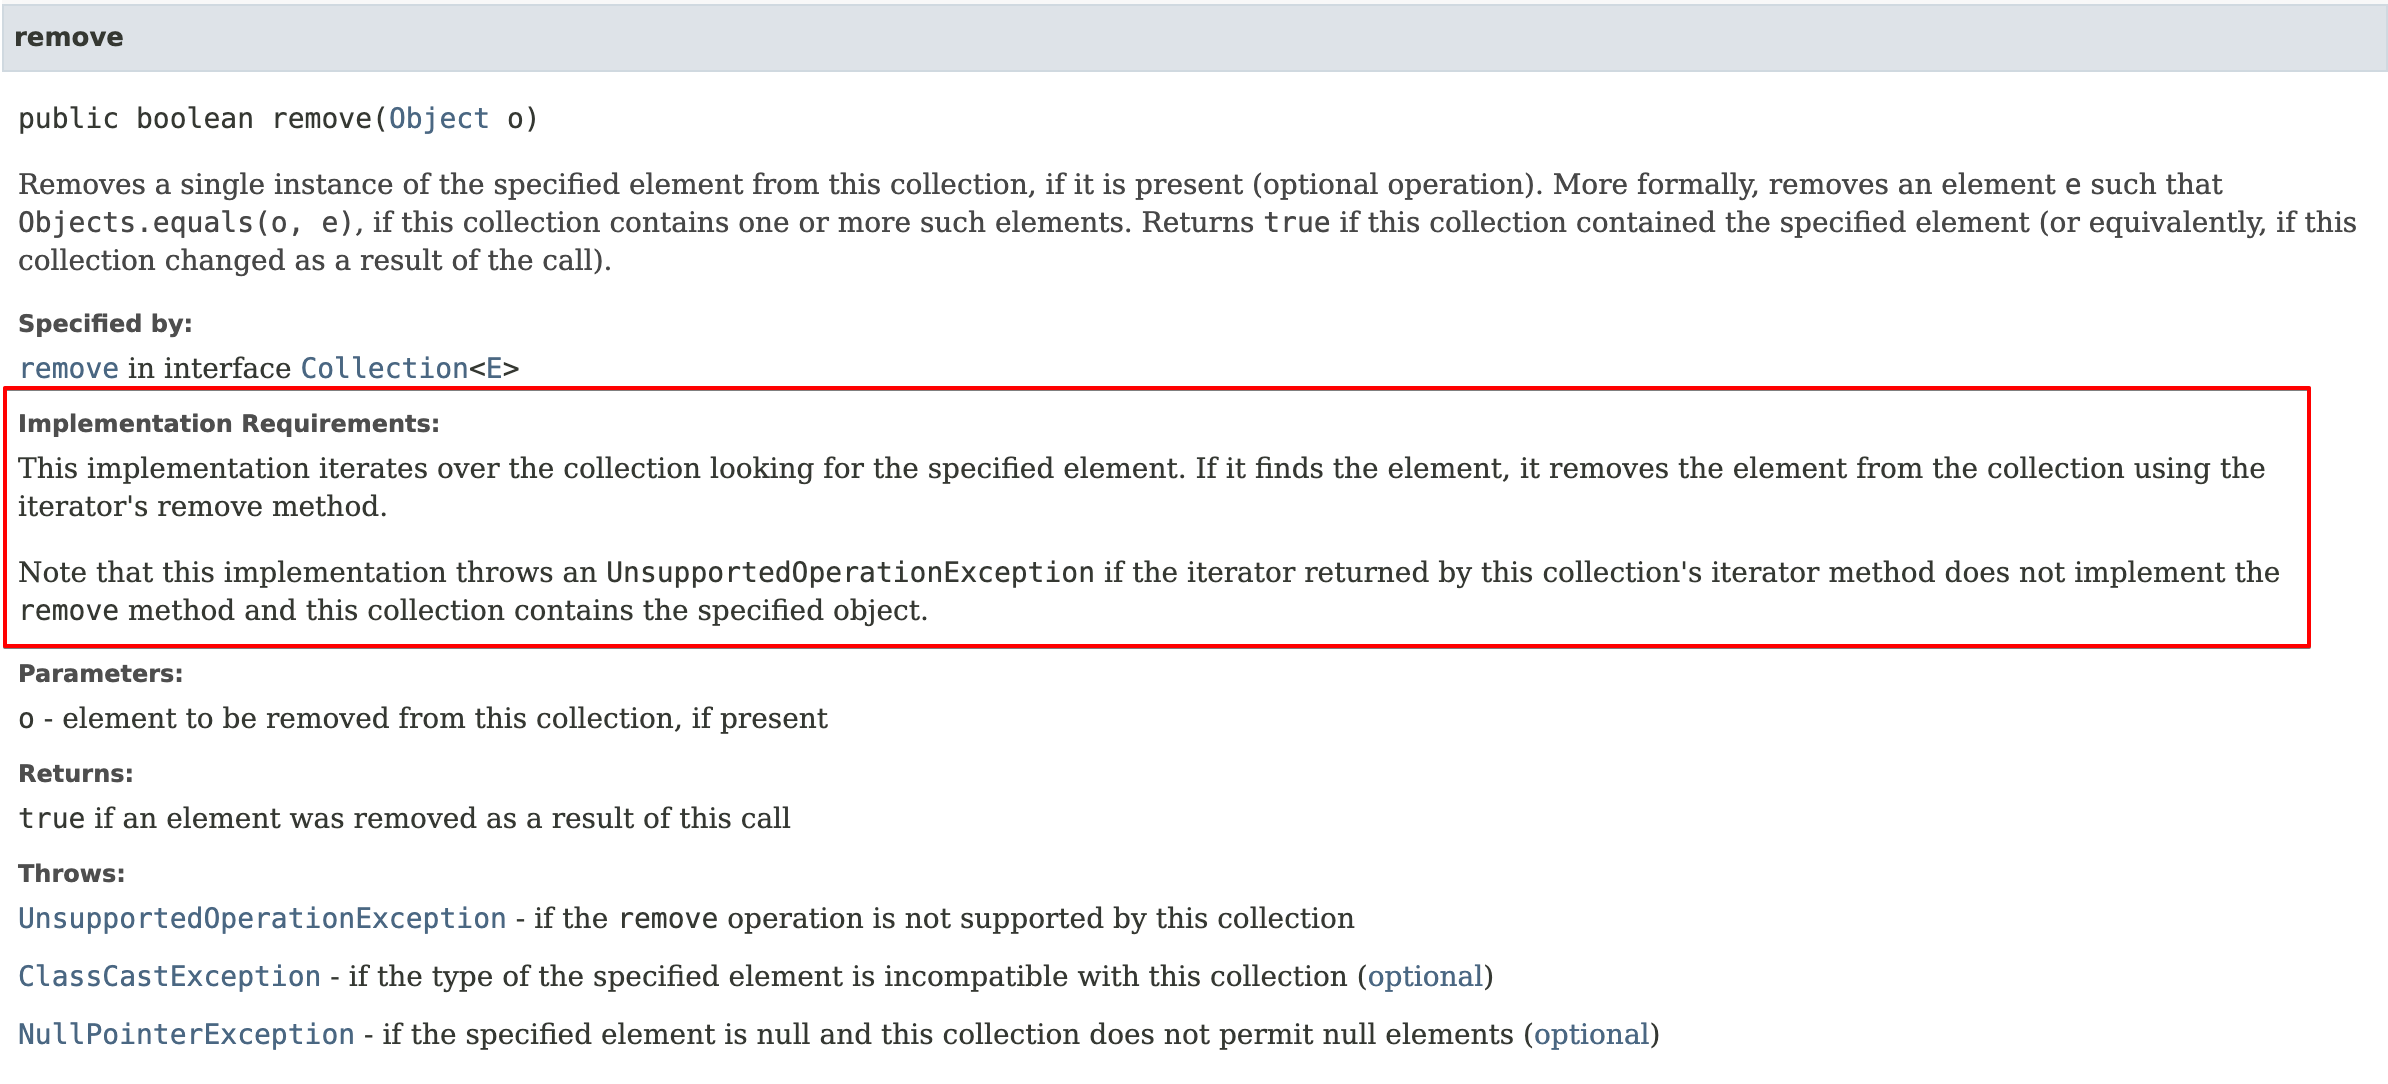 remove
public boolean remove(Object o)
Removes a single instance of the specified element from this collection, if it is present (optional operation). More formally, removes an element e such that
Objects.equals(o, e), if this collection contains one or more such elements. Returns true if this collection contained the specified element (or equivalently, if this
collection changed as a result of the call).
Specified by:
remove in interface Collection<E>
Implementation Requirements:
This implementation iterates over the collection looking for the specified element. If it finds the element, it removes the element from the collection using the
iterator's remove method.
Note that this implementation throws an UnsupportedOperationException if the iterator returned by this collection's iterator method does not implement the
remove method and this collection contains the specified object.
Parameters:
o - element to be removed from this collection, if present
Returns:
true if an element was removed as a result of this call
Throws:
UnsupportedOperationException - if the remove operation is not supported by this collection
ClassCastException - if the type of the specified element is incompatible with this collection (optional)
NullPointerException - if the specified element is null and this collection does not permit null elements (optional)